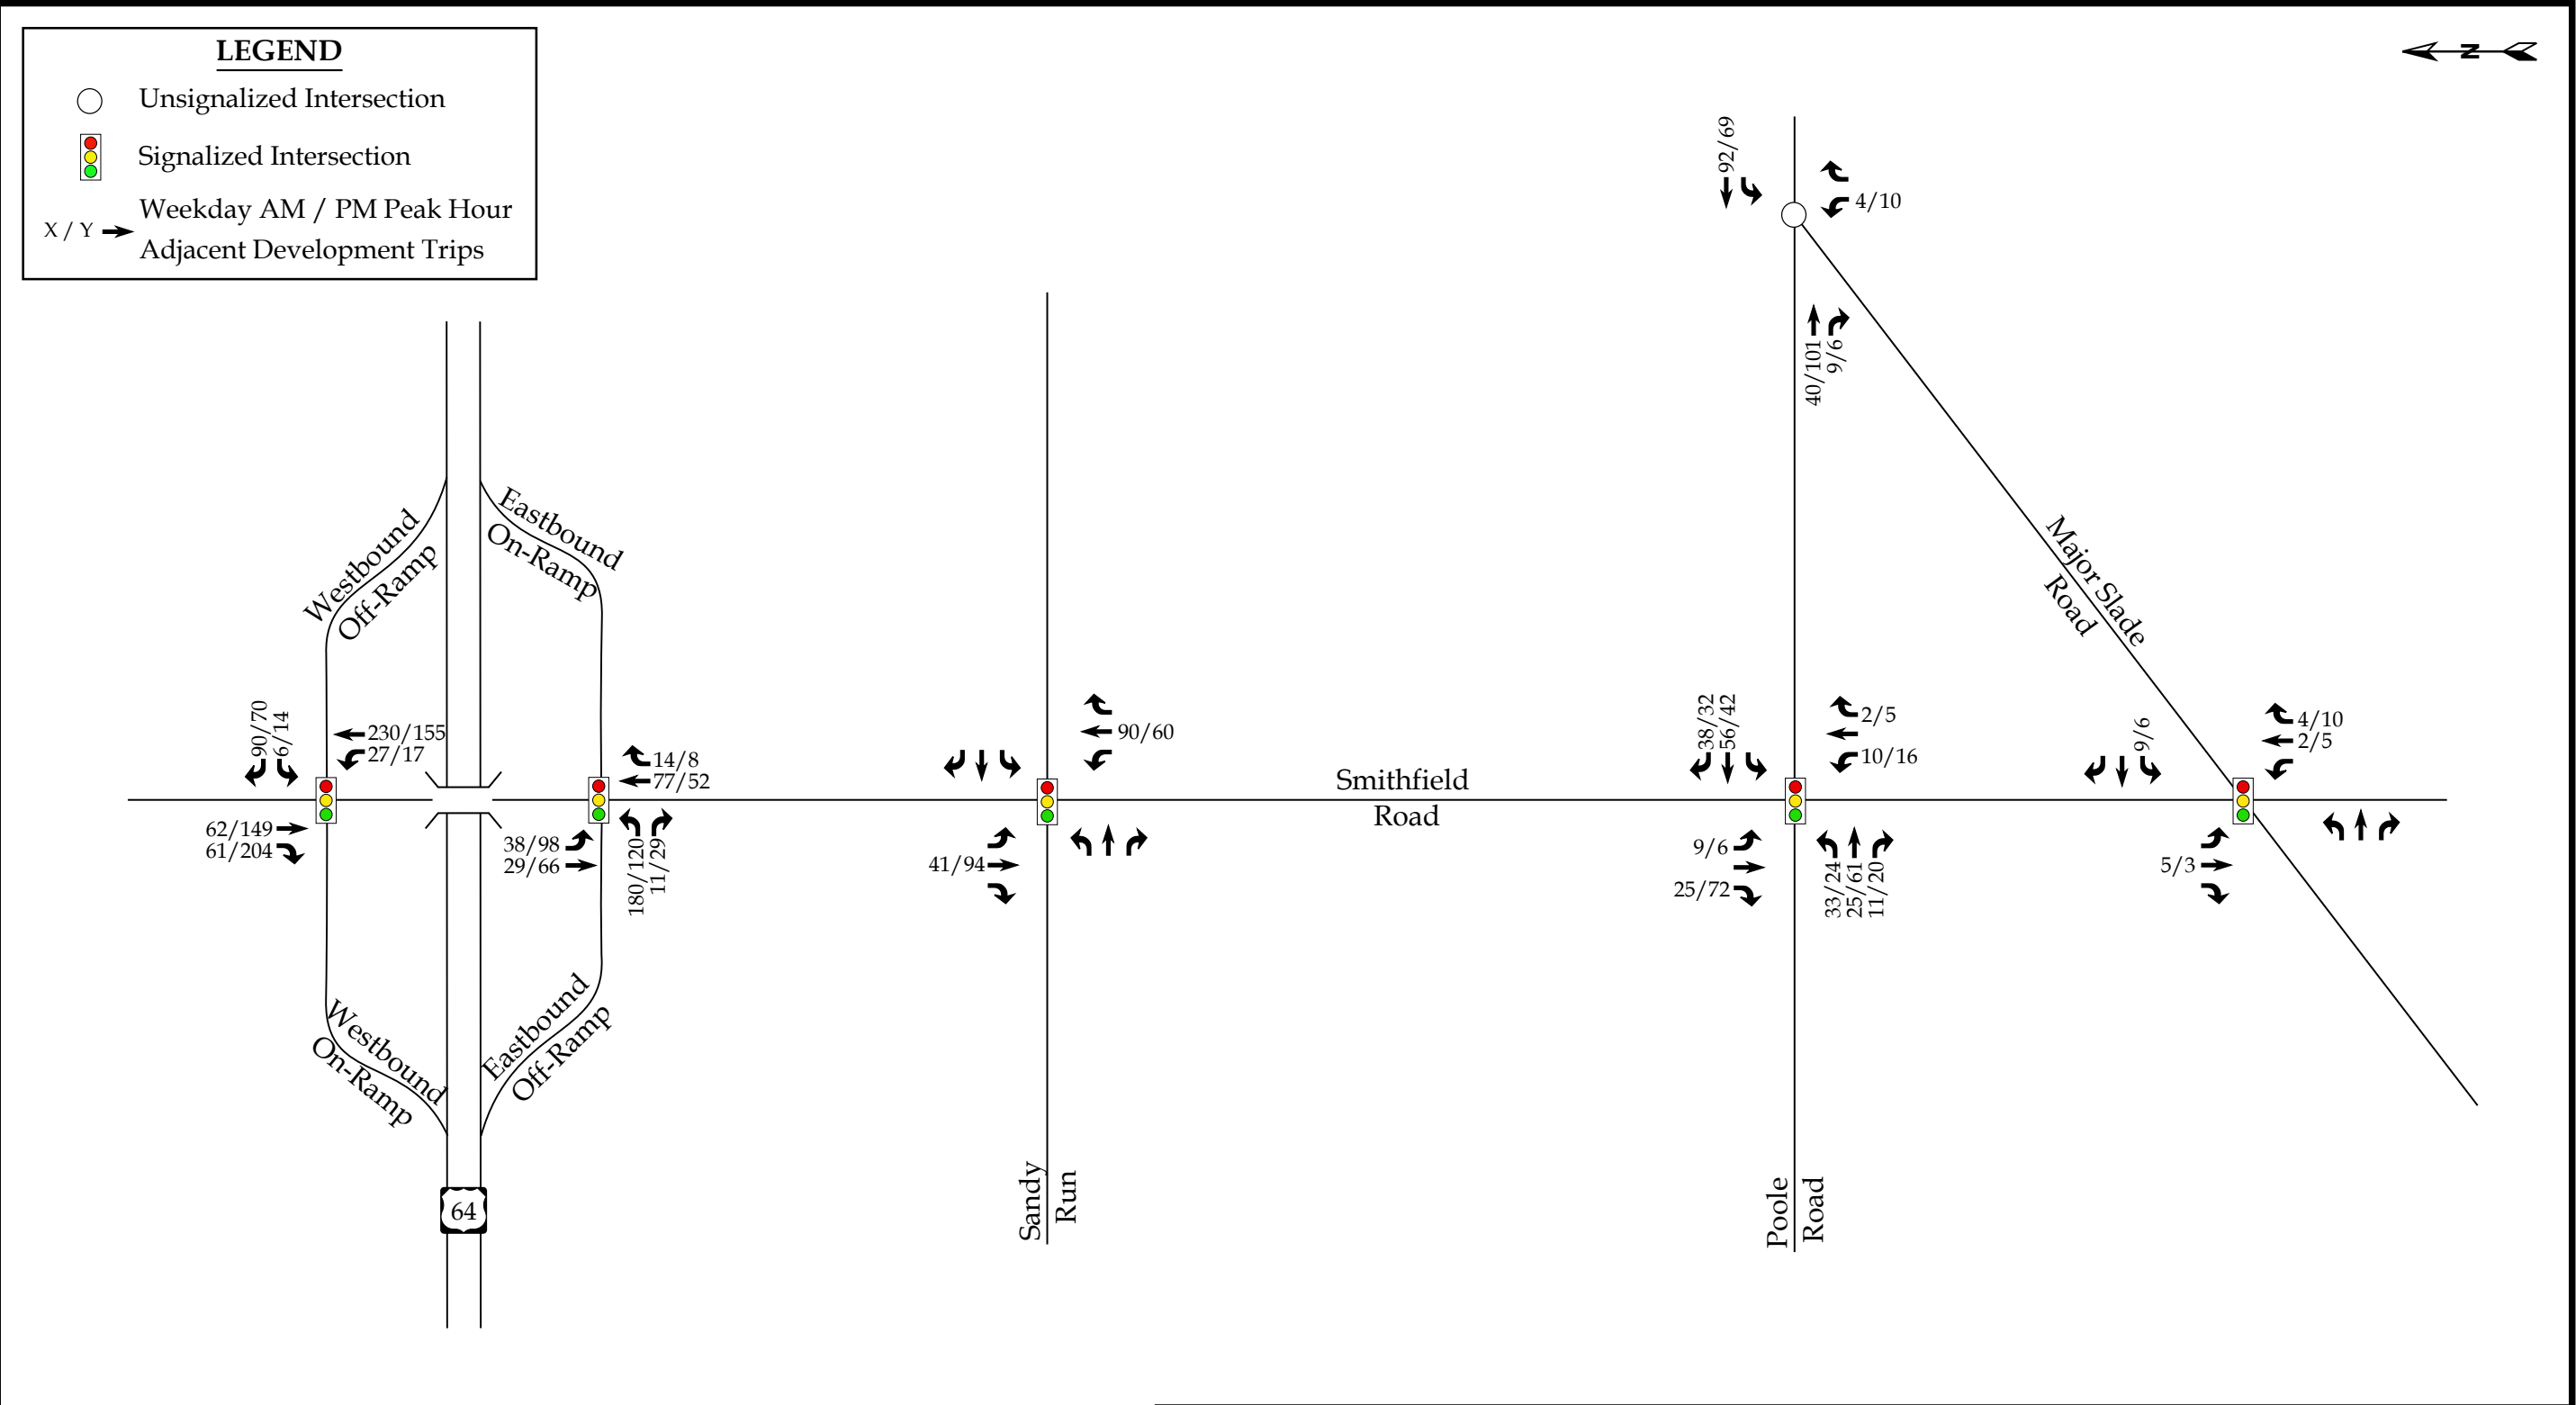 LEGEND
Unsignalized Intersection
Signalized Intersection
X / Y
Weekday AM / PM Peak Hour
Adjacent Development Trips
N
92/69
4/10
40/101
9/6
Westbound
Off-Ramp
Eastbound
On-Ramp
Major Slade
Road
90/70
6/14
230/155
27/17
62/149
61/204
14/8
77/52
38/98
29/66
180/120
11/29
90/60
41/94
Smithfield
Road
38/32
56/42
2/5
10/16
9/6
25/72
33/24
25/61
11/20
9/6
4/10
2/5
5/3
Westbound
On-Ramp
Eastbound
Off-Ramp
64
Sandy
Run
Poole
Road